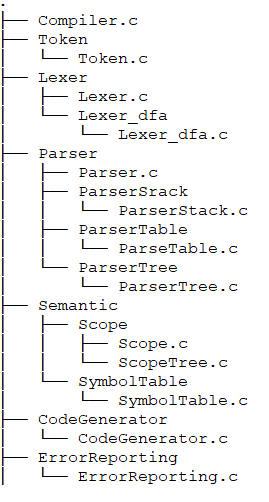 .
├── Compiler.c
├── Token
│   └── Token.c
├── Lexer
│   ├── Lexer.c
│   └── Lexer_dfa
│       └── Lexer_dfa.c
├── Parser
│   ├── Parser.c
│   ├── ParserSrack
│   │   └── ParserStack.c
│   ├── ParserTable
│   │   └── ParseTable.c
│   └── ParserTree
│       └── ParserTree.c
├── Semantic
│   ├── Scope
│   │   ├── Scope.c
│   │   └── ScopeTree.c
│   └── SymbolTable
│       └── SymbolTable.c
├── CodeGenerator
│   └── CodeGenerator.c
├── ErrorReporting
│   └── ErrorReporting.c